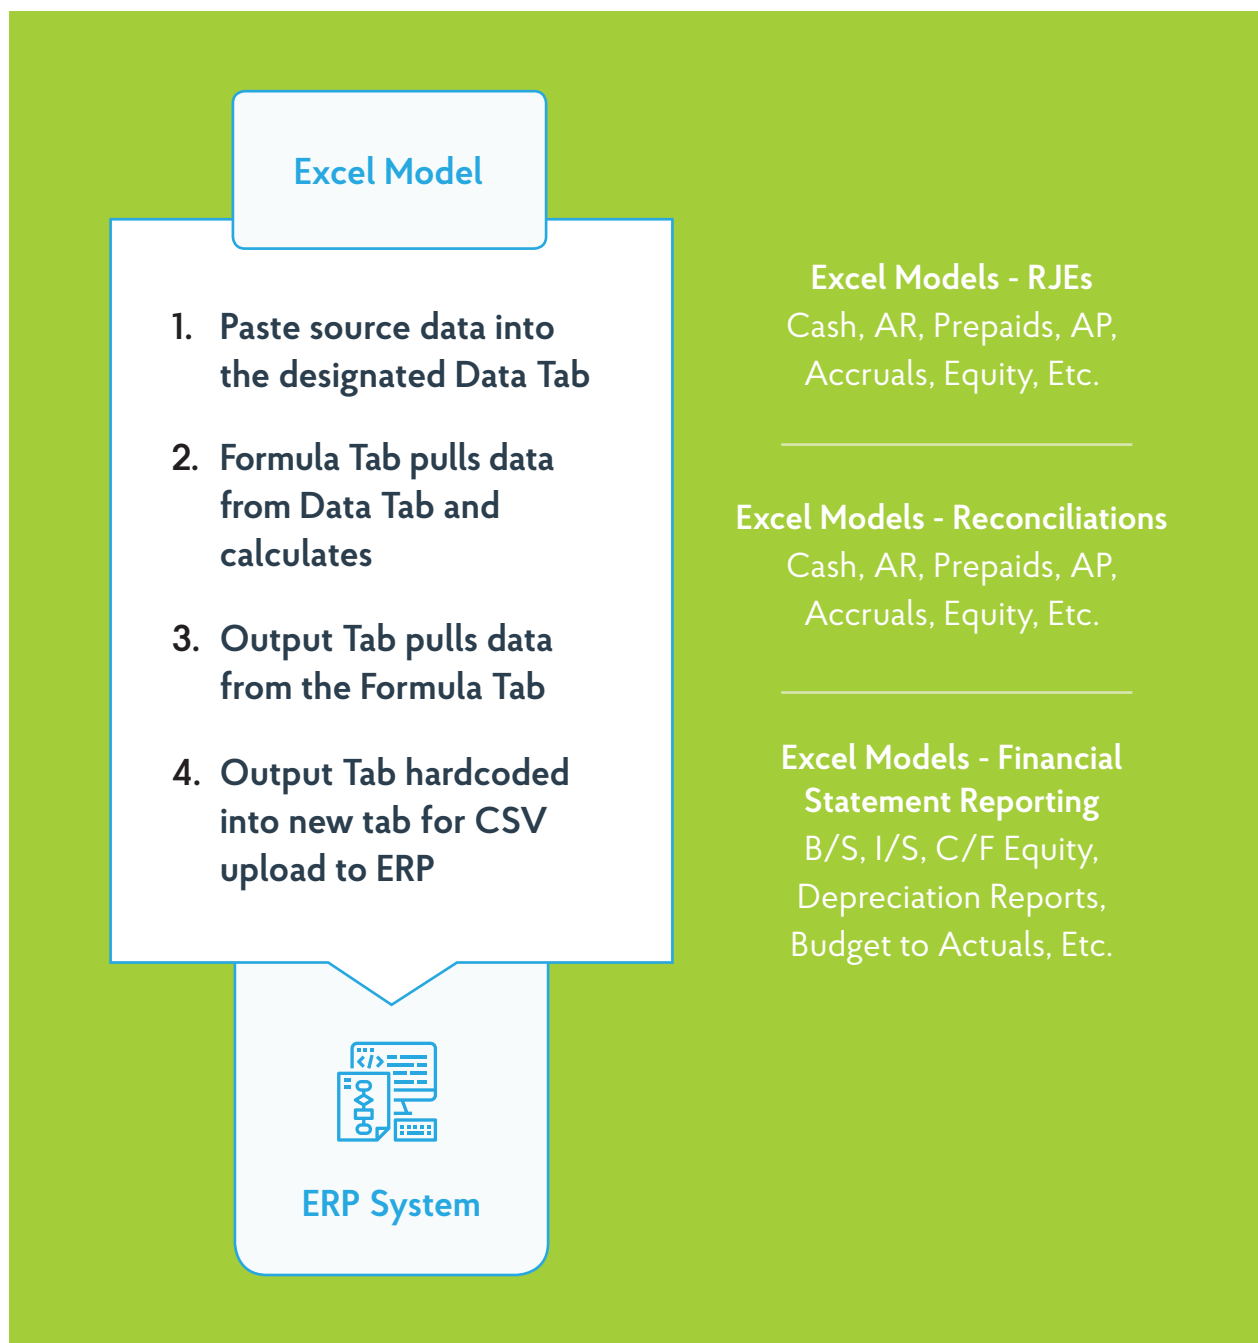 Excel Model
1. Paste source data into
the designated Data Tab
2. Formula Tab pulls data
from Data Tab and
calculates
3. Output Tab pulls data
from the Formula Tab
4. Output Tab hardcoded
into new tab for CSV
upload to ERP
</>
ERP System
Excel Models - RJEs
Cash, AR, Prepaids, AP,
Accruals, Equity, Etc.
Excel Models - Reconciliations
Cash, AR, Prepaids, AP,
Accruals, Equity, Etc.
Excel Models - Financial
Statement Reporting
B/S, I/S, C/F Equity,
Depreciation Reports,
Budget to Actuals, Etc.